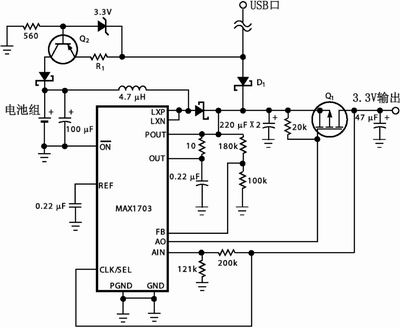 USB口
3.3V
560
Q2
R1
D1
4.7 μH
Q1
3.3V输出
电池组
+
+
100 μF
LXP
LXN
+
220 μF X 2
20k
47 μF
+
POUT
10
180k
ON
OUT
0.22 μF
100k
REF
0.22 μF
MAX1703
FB
AO
AIN
200k
CLK/SEL
121k
PGND
GND